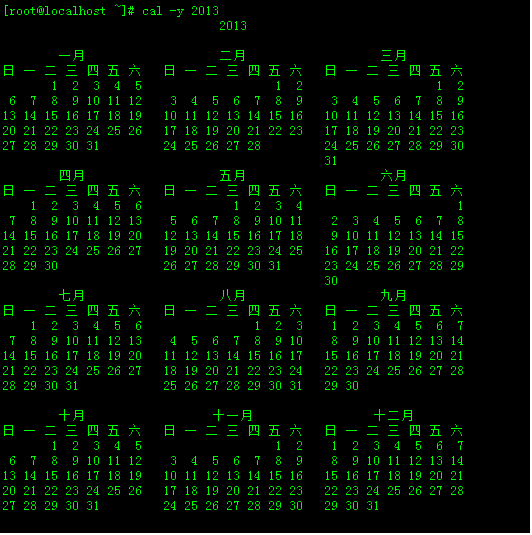 [root@localhost ~]# cal -y 2013
                               2013

        一月                   二月                   三月
日 一 二 三 四 五 六   日 一 二 三 四 五 六   日 一 二 三 四 五 六
       1  2  3  4  5                   1  2                   1  2
 6  7  8  9 10 11 12    3  4  5  6  7  8  9    3  4  5  6  7  8  9
13 14 15 16 17 18 19   10 11 12 13 14 15 16   10 11 12 13 14 15 16
20 21 22 23 24 25 26   17 18 19 20 21 22 23   17 18 19 20 21 22 23
27 28 29 30 31         24 25 26 27 28         24 25 26 27 28 29 30
                                              31
        四月                   五月                   六月
日 一 二 三 四 五 六   日 一 二 三 四 五 六   日 一 二 三 四 五 六
    1  2  3  4  5  6             1  2  3  4                      1
 7  8  9 10 11 12 13    5  6  7  8  9 10 11    2  3  4  5  6  7  8
14 15 16 17 18 19 20   12 13 14 15 16 17 18    9 10 11 12 13 14 15
21 22 23 24 25 26 27   19 20 21 22 23 24 25   16 17 18 19 20 21 22
28 29 30               26 27 28 29 30 31      23 24 25 26 27 28 29
                                              30
        七月                   八月                   九月
日 一 二 三 四 五 六   日 一 二 三 四 五 六   日 一 二 三 四 五 六
    1  2  3  4  5  6                1  2  3    1  2  3  4  5  6  7
 7  8  9 10 11 12 13    4  5  6  7  8  9 10    8  9 10 11 12 13 14
14 15 16 17 18 19 20   11 12 13 14 15 16 17   15 16 17 18 19 20 21
21 22 23 24 25 26 27   18 19 20 21 22 23 24   22 23 24 25 26 27 28
28 29 30 31            25 26 27 28 29 30 31   29 30

        十月                  十一月                 十二月
日 一 二 三 四 五 六   日 一 二 三 四 五 六   日 一 二 三 四 五 六
       1  2  3  4  5                   1  2    1  2  3  4  5  6  7
 6  7  8  9 10 11 12    3  4  5  6  7  8  9    8  9 10 11 12 13 14
13 14 15 16 17 18 19   10 11 12 13 14 15 16   15 16 17 18 19 20 21
20 21 22 23 24 25 26   17 18 19 20 21 22 23   22 23 24 25 26 27 28
27 28 29 30 31         24 25 26 27 28 29 30   29 30 31